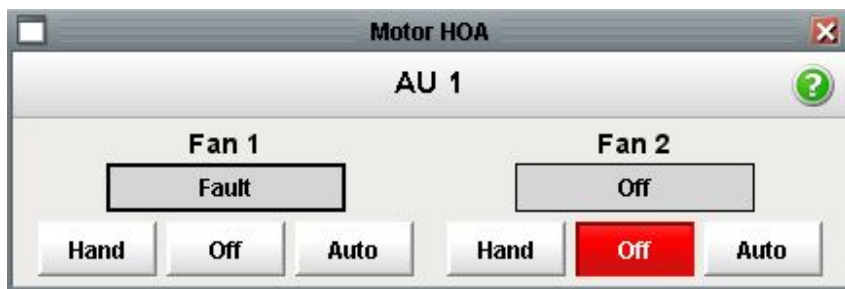 Motor HOA
AU 1
?
Fan 1 Fan 2
Fault Off
Hand Off Auto Hand Off Auto